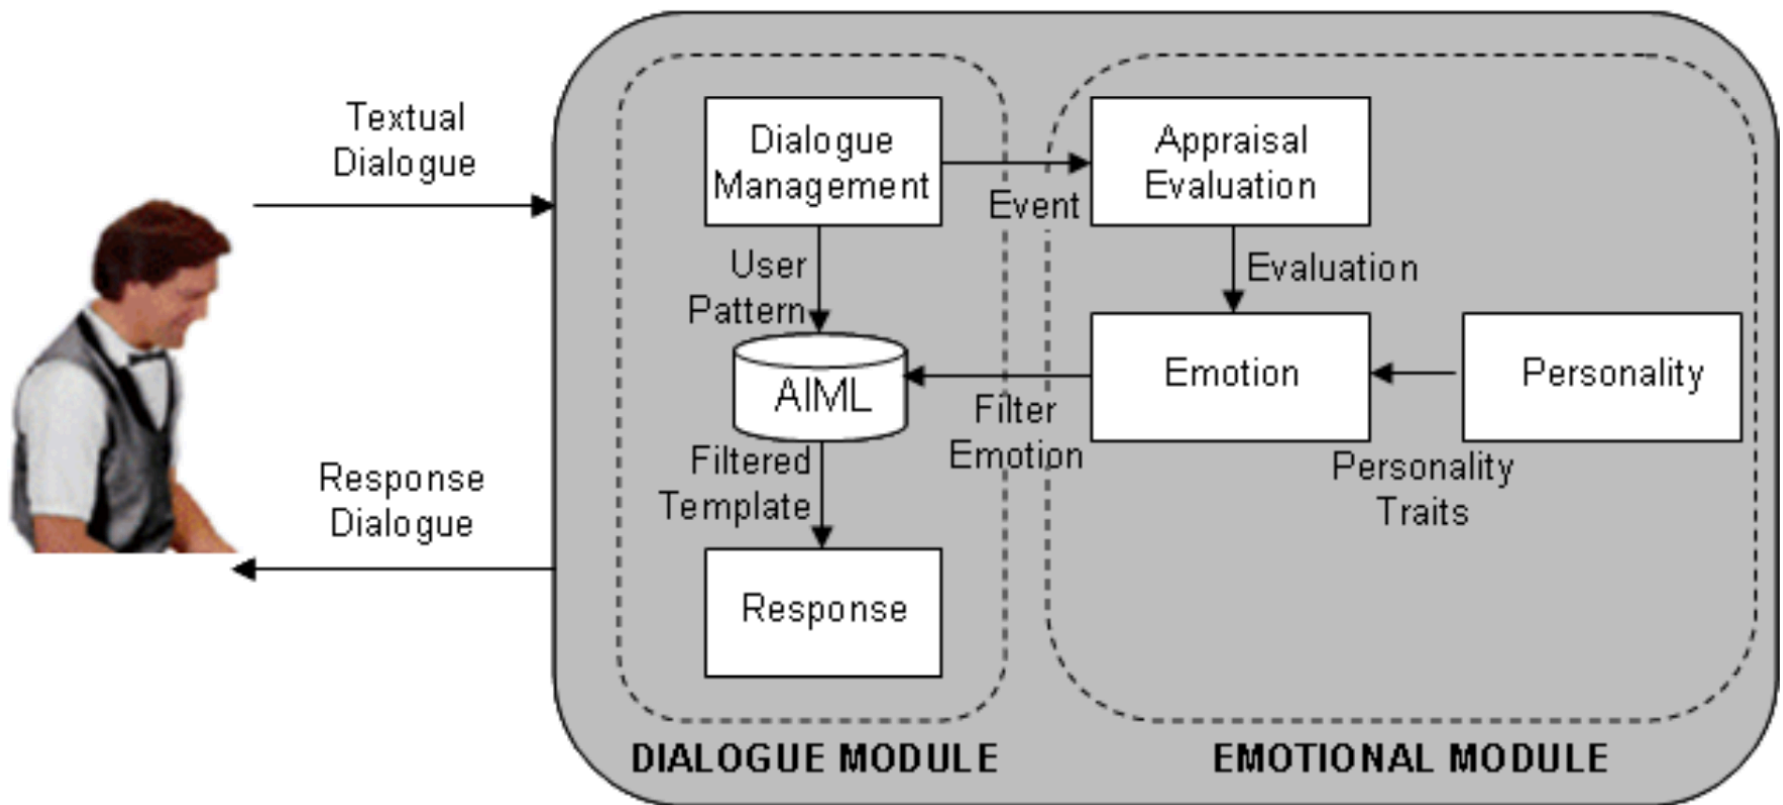 Textual
Dialogue
Response
Dialogue
Dialogue
Management
Event
Appraisal
Evaluation
User
Pattern
Evaluation
AIML
Filter
Emotion
Emotion
Personality
Personality
Traits
Filtered
Template
Response
DIALOGUE MODULE
EMOTIONAL MODULE